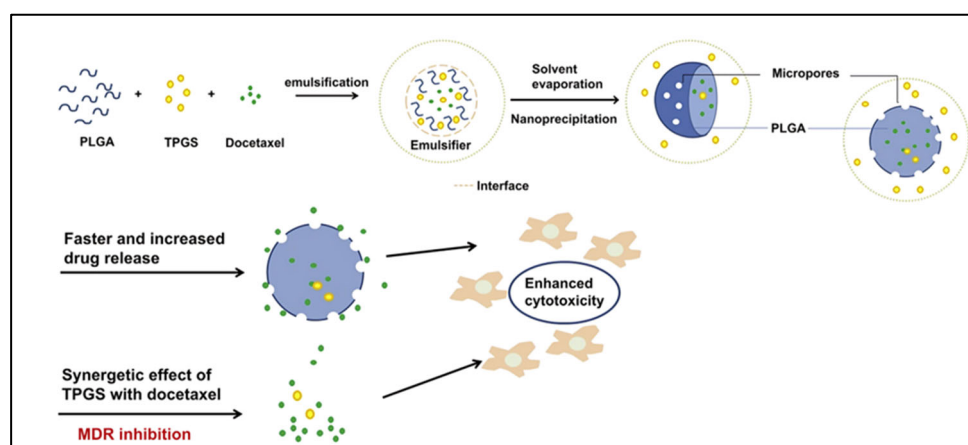 PLGA
+
TPGS
+
Docetaxel
emulsification
Emulsifier
Solvent
evaporation
Nanoprecipitation
Micropores
PLGA
Interface
Faster and increased
drug release
Enhanced
cytotoxicity
Synergetic effect of
TPGS with docetaxel
MDR inhibition